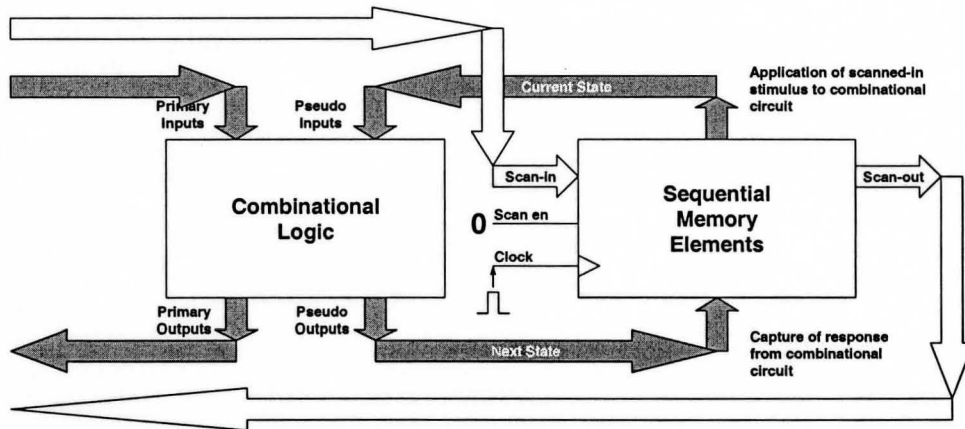 Current State
Application of scanned-in
stimulus to combinational
circuit
Primary
Inputs
Pseudo
Inputs
Scan-in
Scan-out
Combinational
Logic
Sequential
Memory
Elements
0
Scan en
Clock
Primary
Outputs
Pseudo
Outputs
Next State
Capture of response
from combinational
circuit